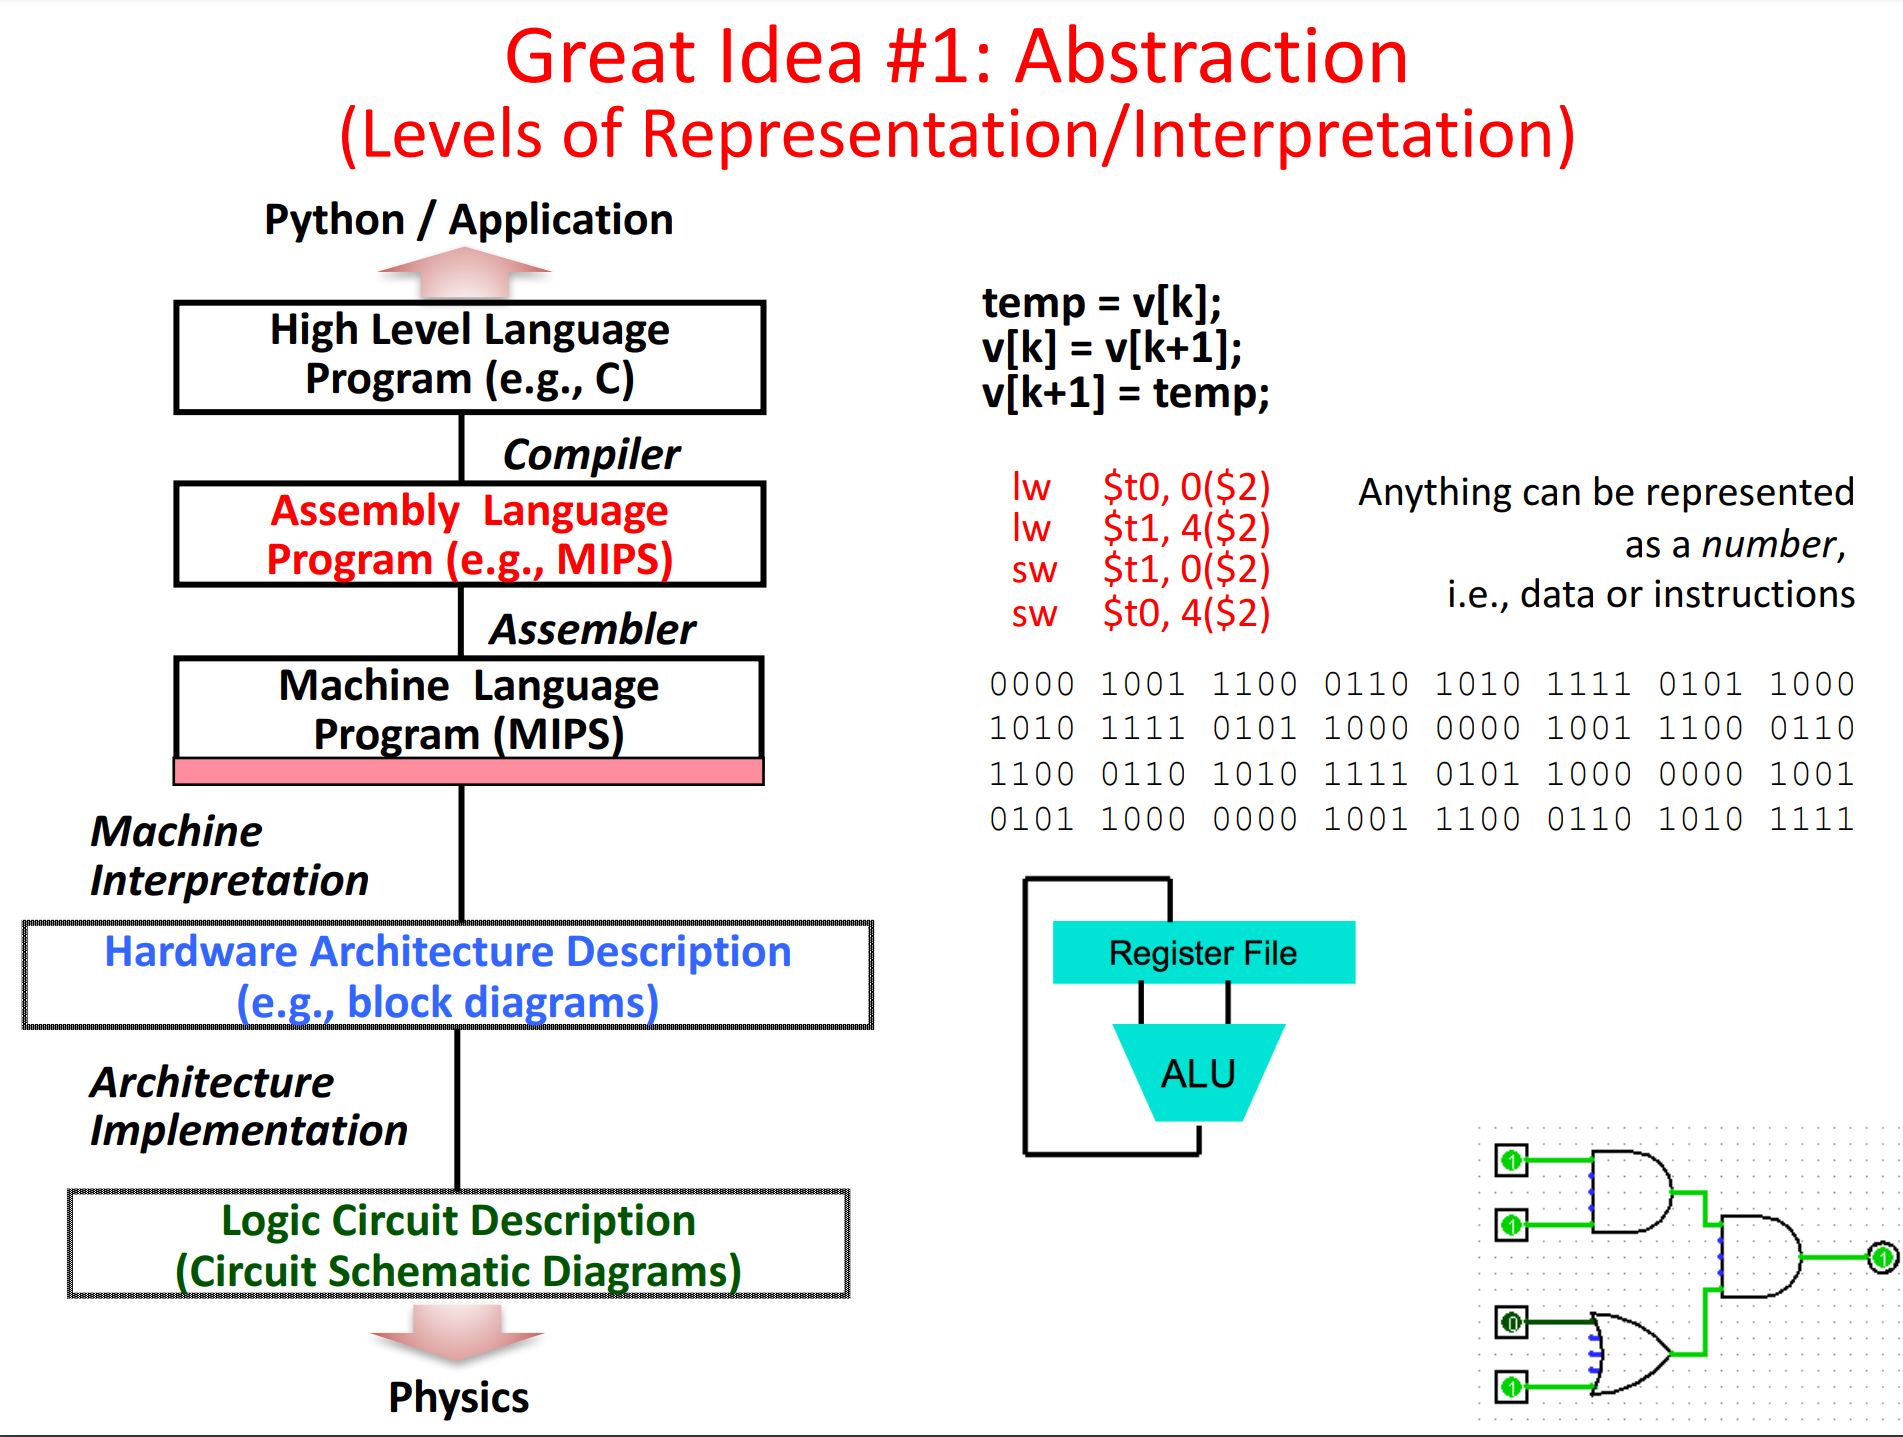 Great Idea #1: Abstraction
(Levels of Representation/Interpretation)
Python / Application
High Level Language
Program (e.g., C)
Compiler
Assembly Language
Program (e.g., MIPS)
Assembler
Machine Language
Program (MIPS)
Machine
Interpretation
Hardware Architecture Description
(e.g., block diagrams)
Architecture
Implementation
Logic Circuit Description
(Circuit Schematic Diagrams)
Physics
temp = v[k];
v[k] = v[k+1];
v[k+1] = temp;
lw $t0, 0($2)
lw $t1, 4($2)
sw $t1, 0($2)
sw $t0, 4($2)
Anything can be represented
as a number,
i.e., data or instructions
0000 1001 1100 0110 1010 1111 0101 1000
1010 1111 0101 1000 0000 1001 1100 0110
1100 0110 1010 1111 0101 1000 0000 1001
0101 1000 0000 1001 1100 0110 1010 1111
Register File
ALU
1
1
0
1
1